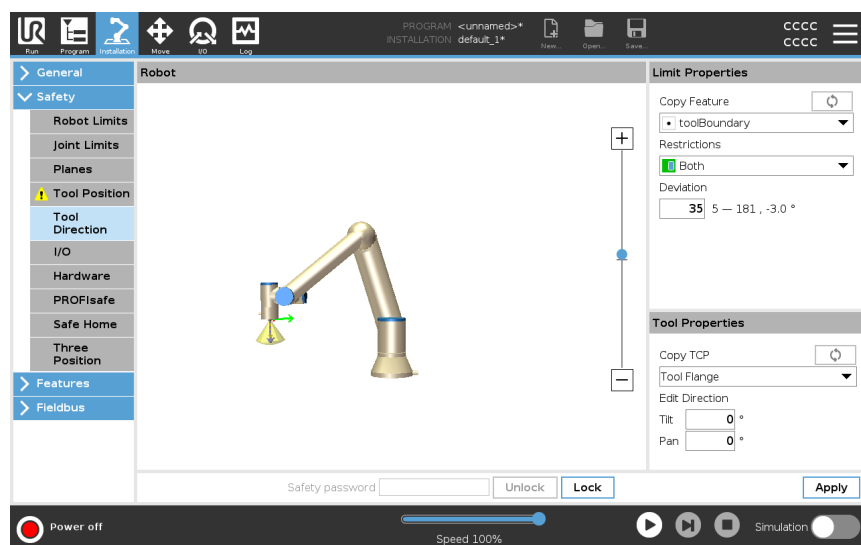 PROGRAM <unnamed>*
INSTALLATION default_1*
CCCC
CCCC
Run Program Installation Move I/O Log New... Open... Save...
General
Safety
Robot Limits
Joint Limits
Planes
Tool Position
Tool
Direction
I/O
Hardware
PROFIsafe
Safe Home
Three
Position
Features
Fieldbus
Robot
Limit Properties
Copy Feature
toolBoundary
Restrictions
Both
Deviation
35 5 — 181 , -3.0 °
Tool Properties
Copy TCP
Tool Flange
Edit Direction
Tilt 0 °
Pan 0 °
Safety password Unlock Lock Apply
Power off
Speed 100%
Simulation